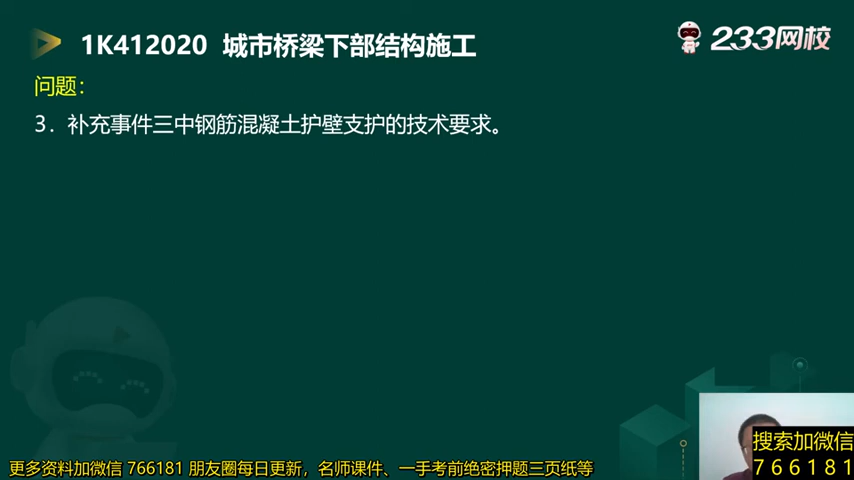 1K412020 城市桥梁下部结构施工
233网校
问题：
3．补充事件三中钢筋混凝土护壁支护的技术要求。
搜索加微信
766181
更多资料加微信 766181 朋友圈每日更新，名师课件、一手考前绝密押题三页纸等